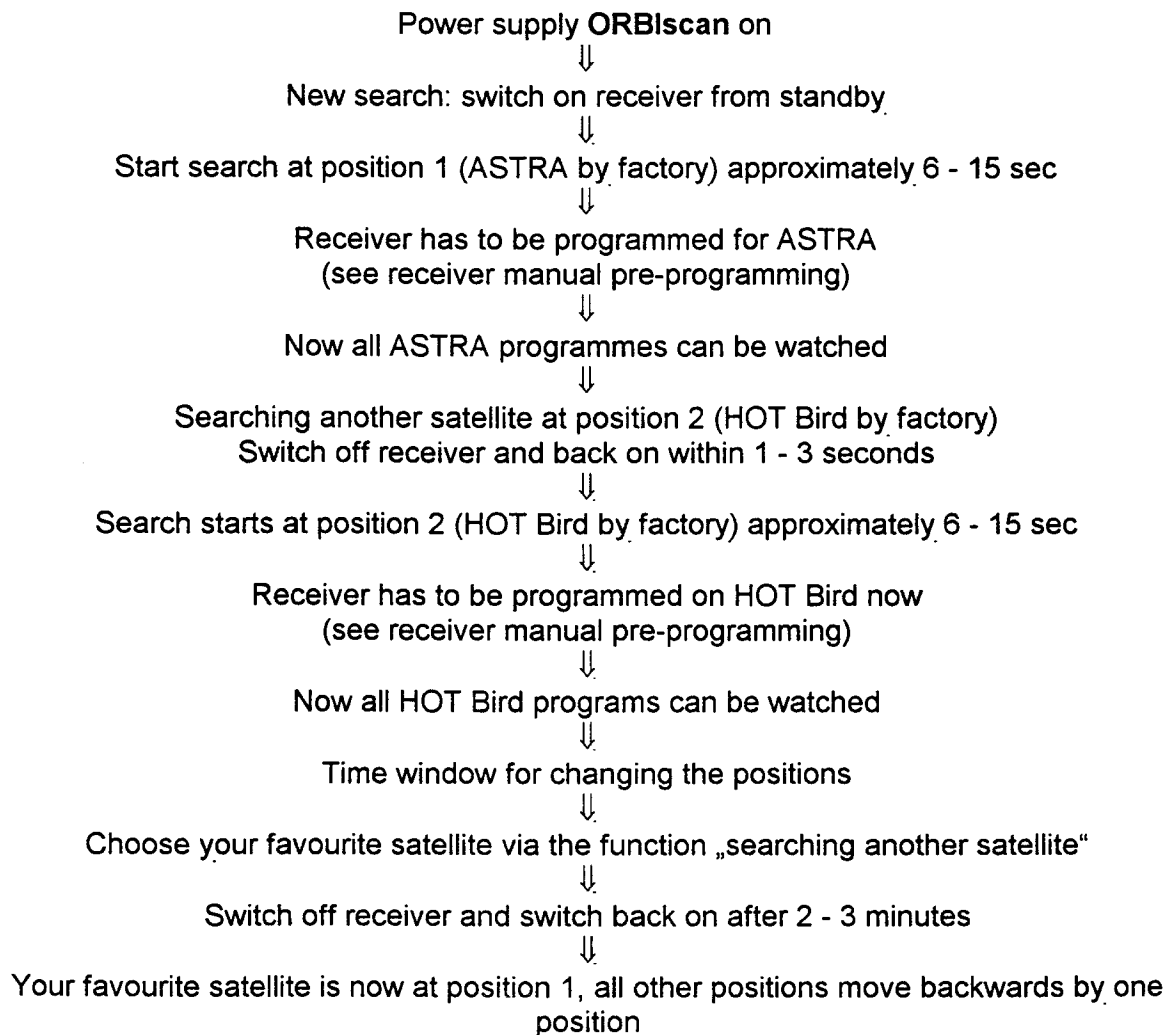 Power supply ORBIscan on
⇓
New search: switch on receiver from standby
⇓
Start search at position 1 (ASTRA by factory) approximately 6 - 15 sec
⇓
Receiver has to be programmed for ASTRA
(see receiver manual pre-programming)
⇓
Now all ASTRA programmes can be watched
⇓
Searching another satellite at position 2 (HOT Bird by factory)
Switch off receiver and back on within 1 - 3 seconds
⇓
Search starts at position 2 (HOT Bird by factory) approximately 6 - 15 sec
⇓
Receiver has to be programmed on HOT Bird now
(see receiver manual pre-programming)
⇓
Now all HOT Bird programs can be watched
⇓
Time window for changing the positions
⇓
Choose your favourite satellite via the function „searching another satellite“
⇓
Switch off receiver and switch back on after 2 - 3 minutes
⇓
Your favourite satellite is now at position 1, all other positions move backwards by one
position